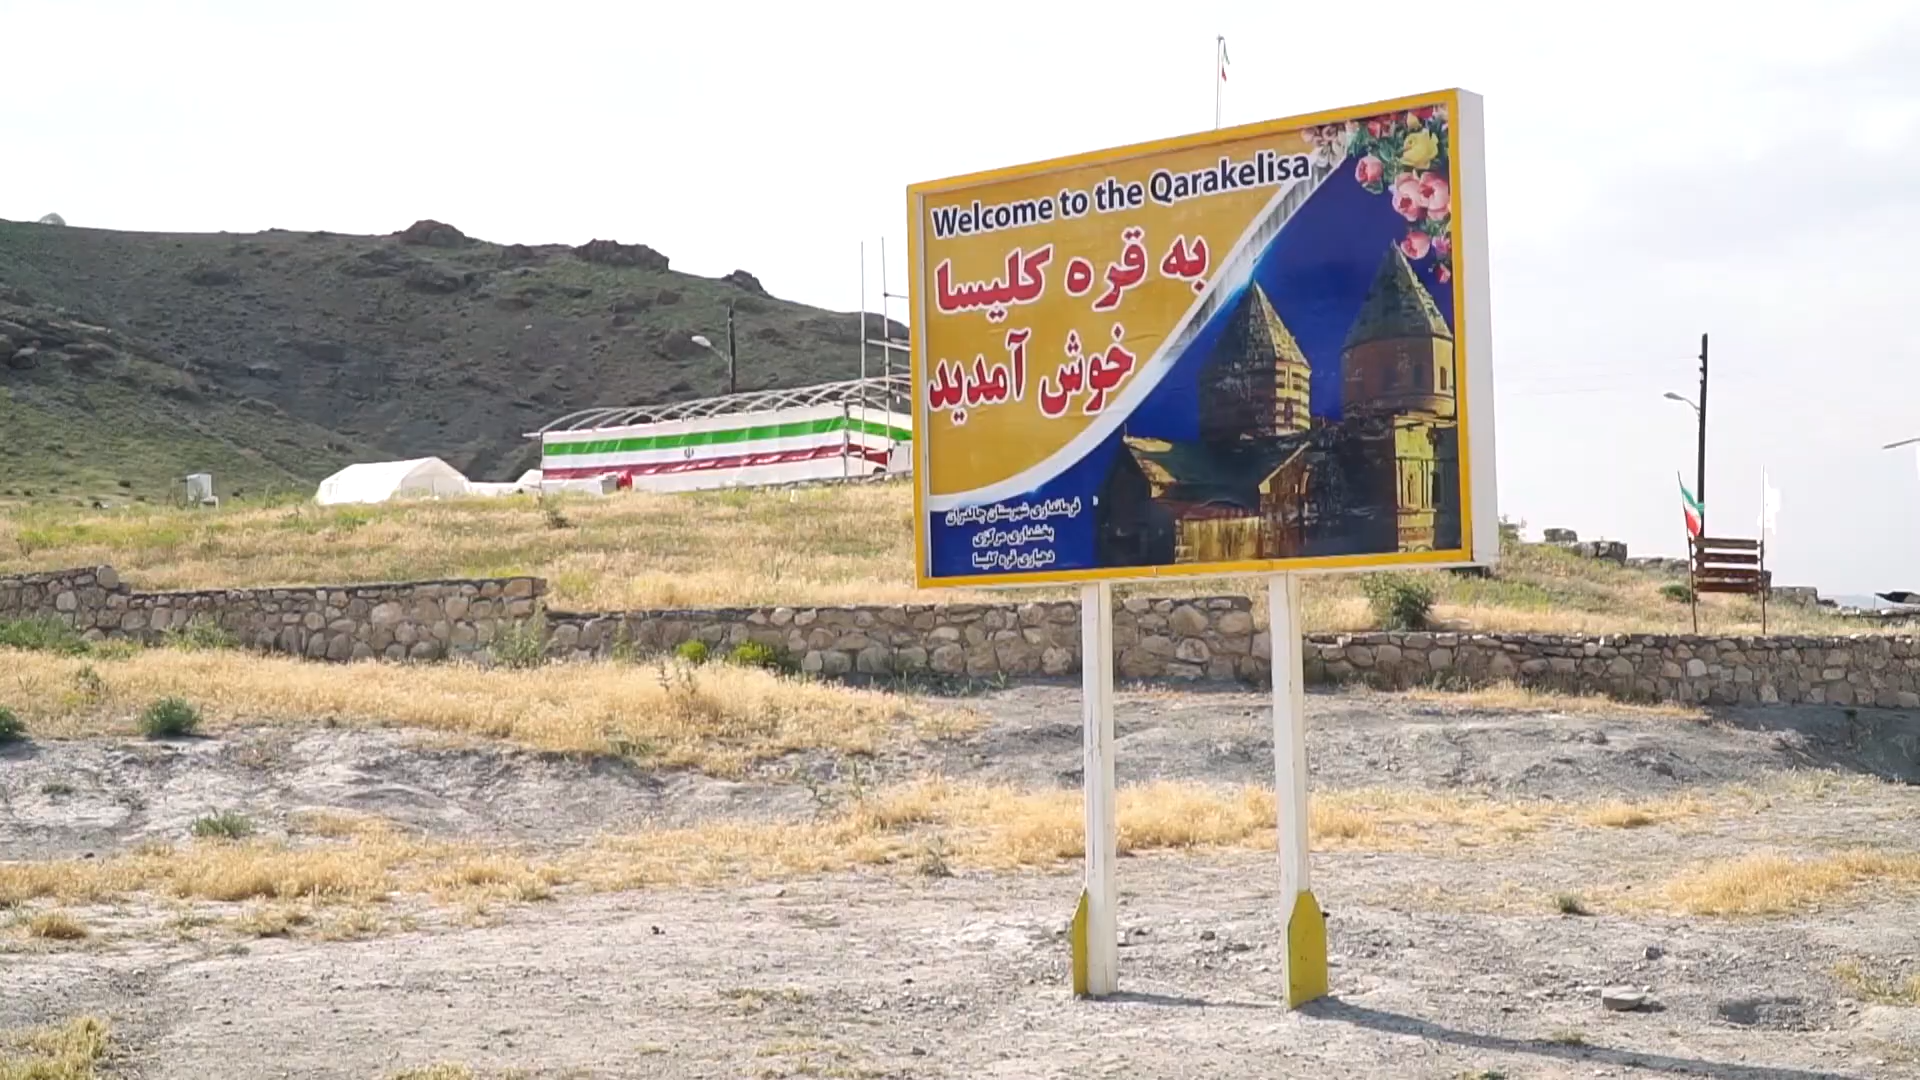 Welcome to the Qarakelisa
به قره کلیسا
خوش آمدید
فرمانداری شهرستان چالدران
بخشداری مرکزی
دهیاری قره کلیسا